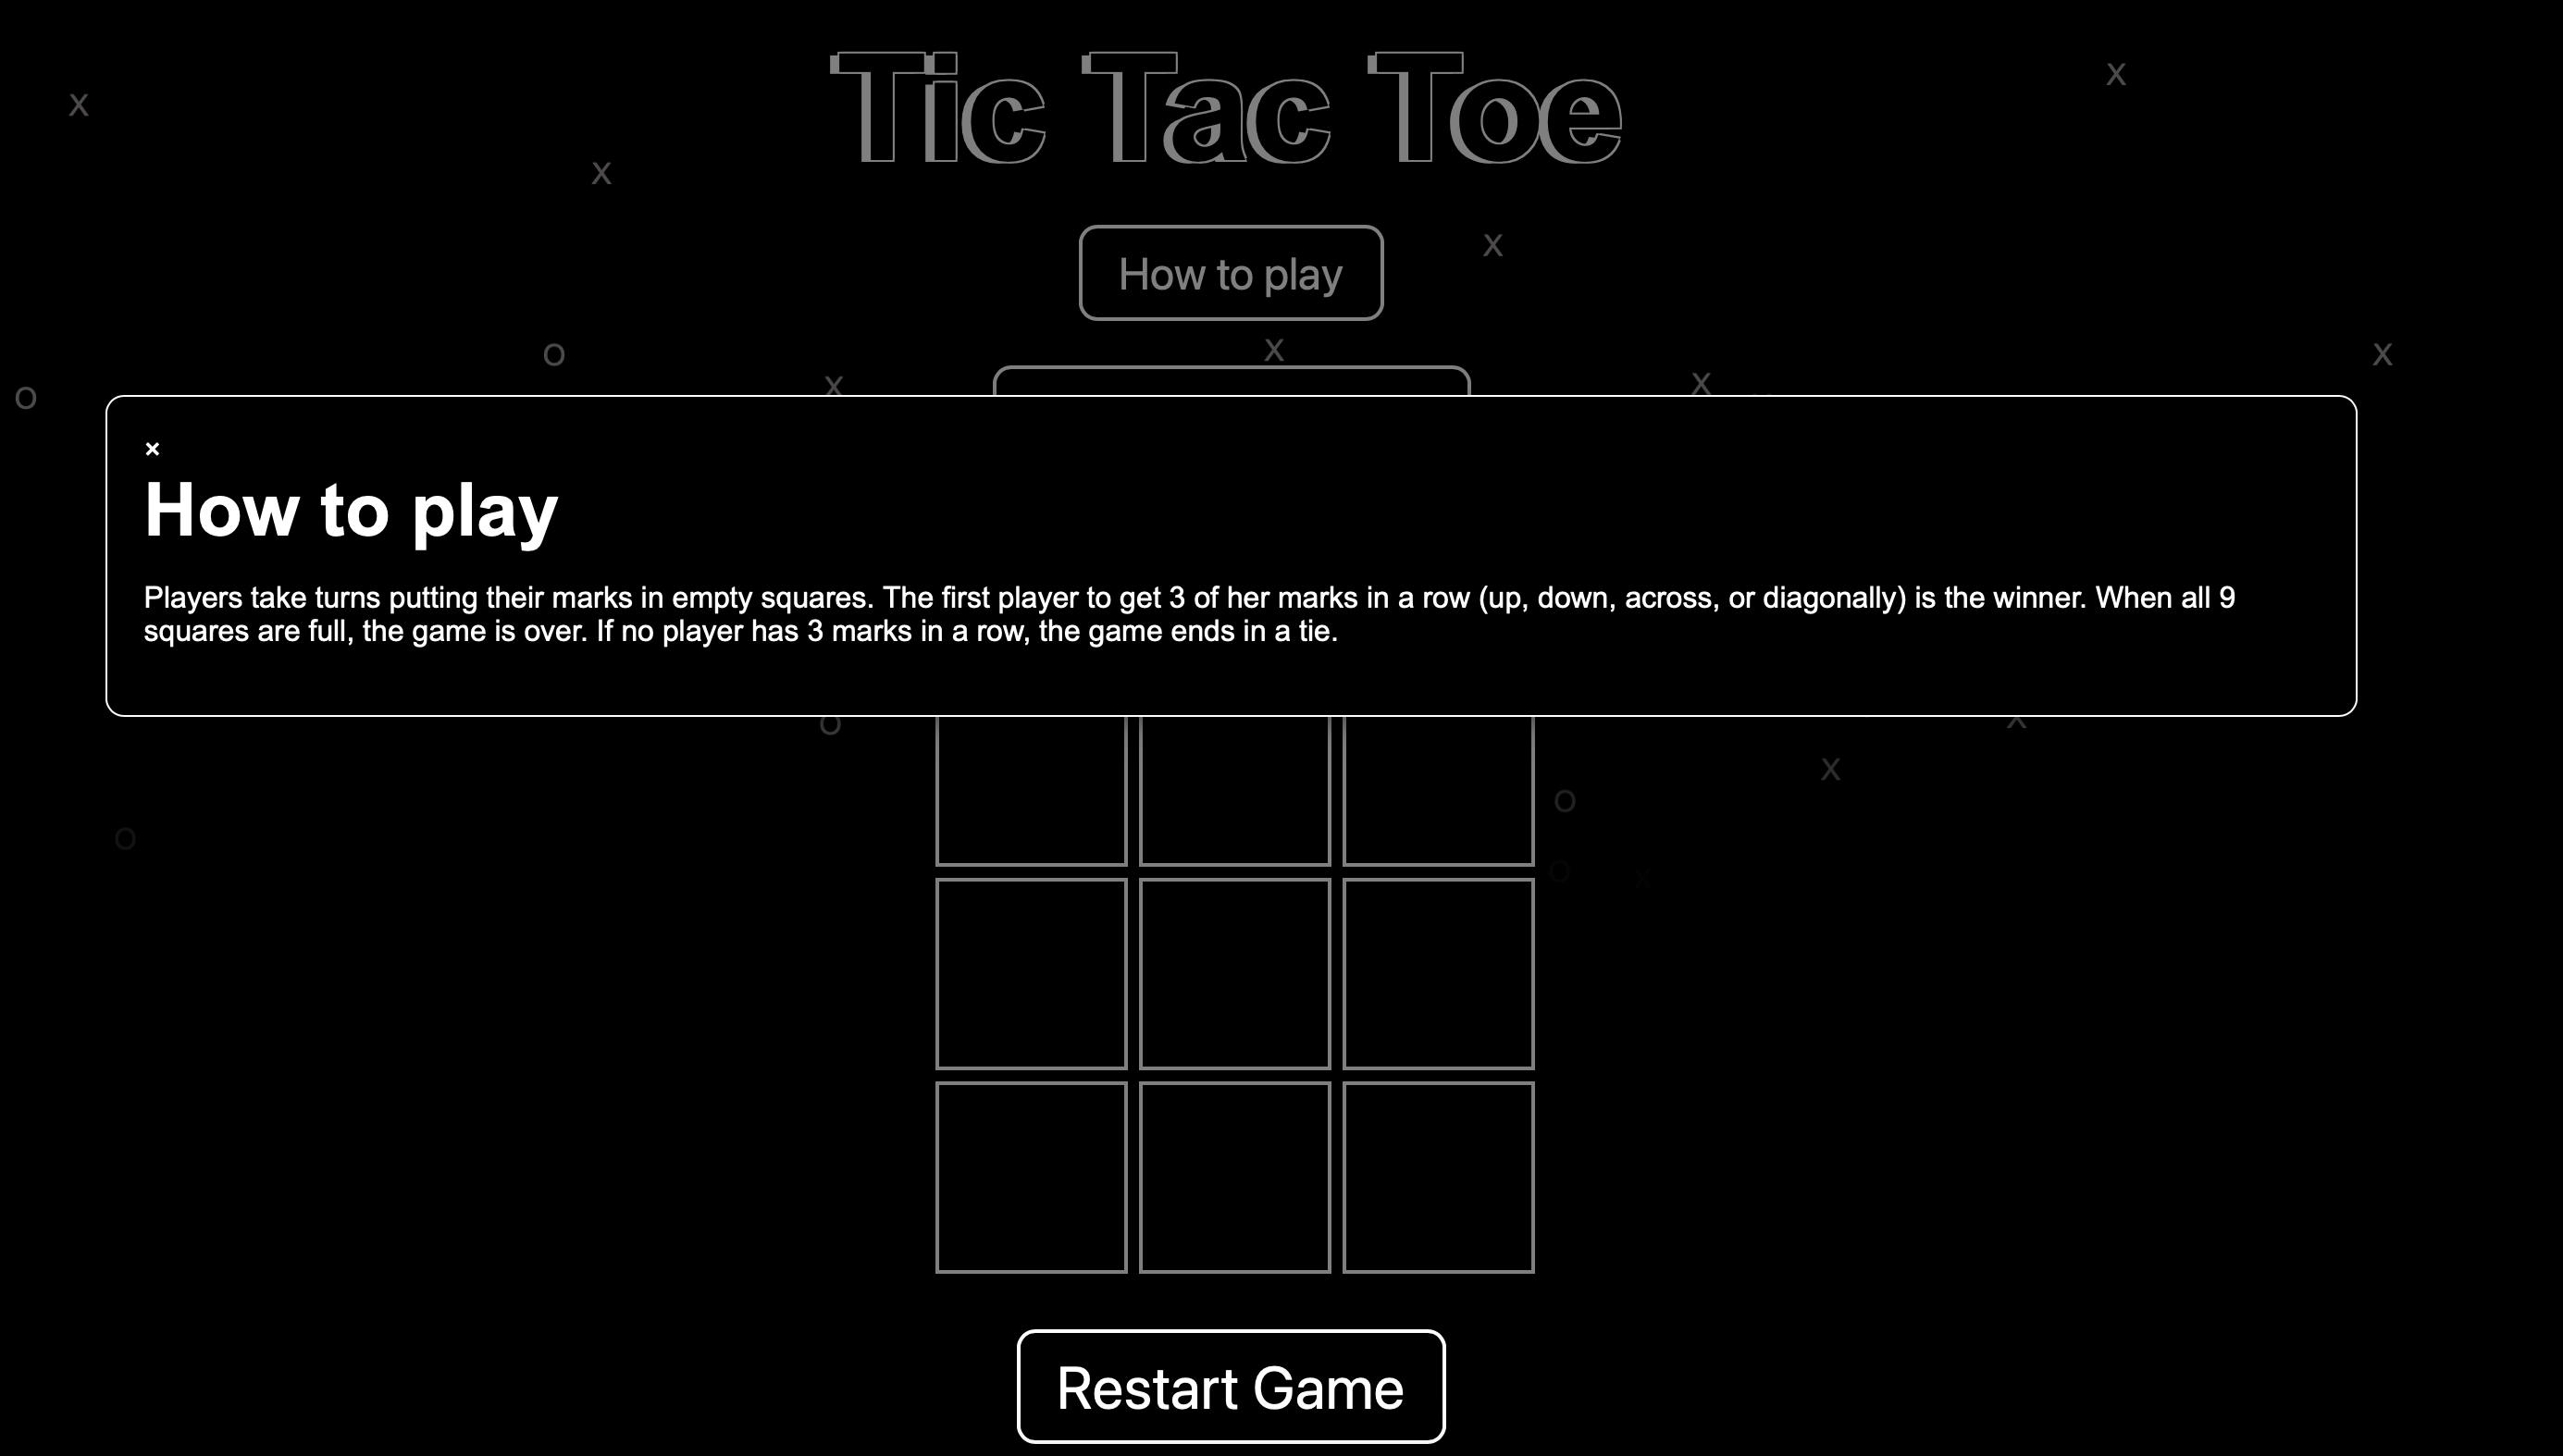 Tic Tac Toe
x
x
x
How to play
x
x
o
x
x
x
o
x
×
How to play
Players take turns putting their marks in empty squares. The first player to get 3 of her marks in a row (up, down, across, or diagonally) is the winner. When all 9
squares are full, the game is over. If no player has 3 marks in a row, the game ends in a tie.
o
x
x
o
o
o
x
Restart Game